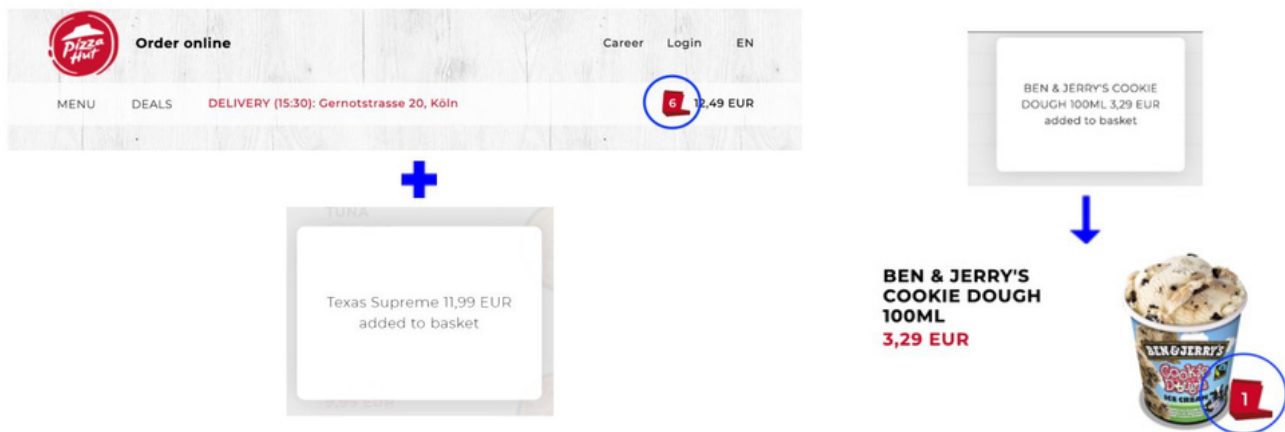 Pizza
Hut
Order online
Career Login EN
MENU DEALS DELIVERY (15:30): Gernotstrasse 20, Köln
6 12,49 EUR
TUNA
Texas Supreme 11,99 EUR
added to basket
9,99 EUR
BEN & JERRY'S COOKIE
DOUGH 100ML 3,29 EUR
added to basket
BEN & JERRY'S
COOKIE DOUGH
100ML
3,29 EUR
BEN & JERRY'S
Cookie
Dough
ICE CREAM
1